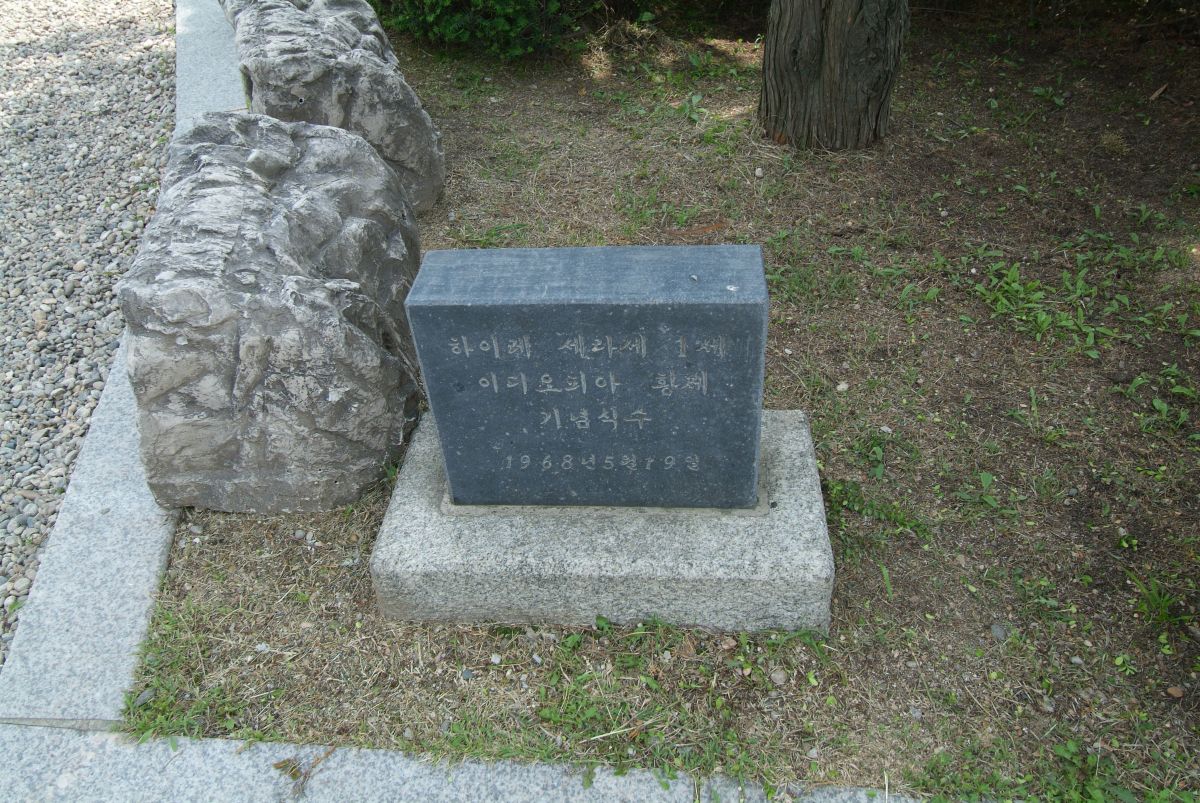 하이레 세라세 1세
이디오피아 황제
기념식수
1968년5월19일